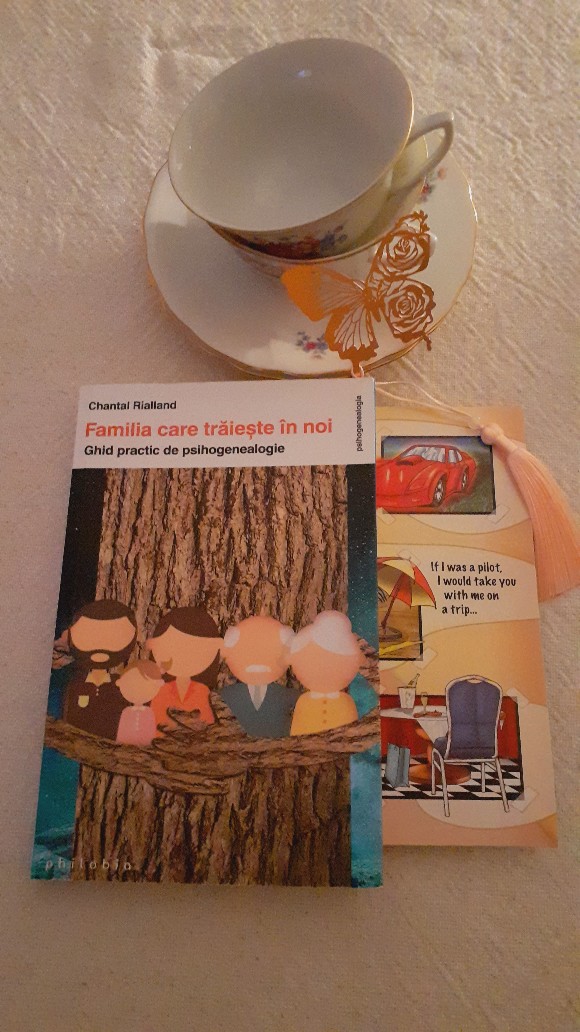 Chantal Rialland
Familia care trăiește în noi
Ghid practic de psihogenealogie
psihogenealogia
philobia
If I was a pilot,
I would take you
with me on
a trip...